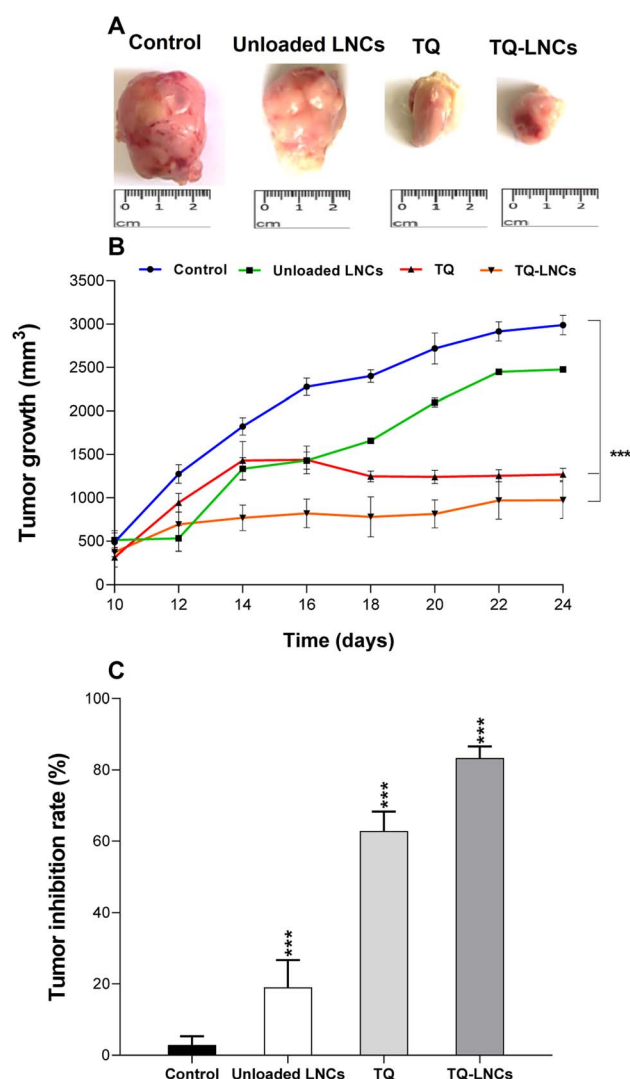 A
Control Unloaded LNCs TQ TQ-LNCs
0 1 2 0 1 2 0 1 2 0 1 2
cm cm cm cm
B
Control Unloaded LNCs TQ TQ-LNCs
Tumor growth (mm³)
3500
3000
2500
2000
1500
1000
500
0
***
10 12 14 16 18 20 22 24
Time (days)
C
Tumor inhibition rate (%)
100
80
60
40
20
0
*** *** ***
Control Unloaded LNCs TQ TQ-LNCs